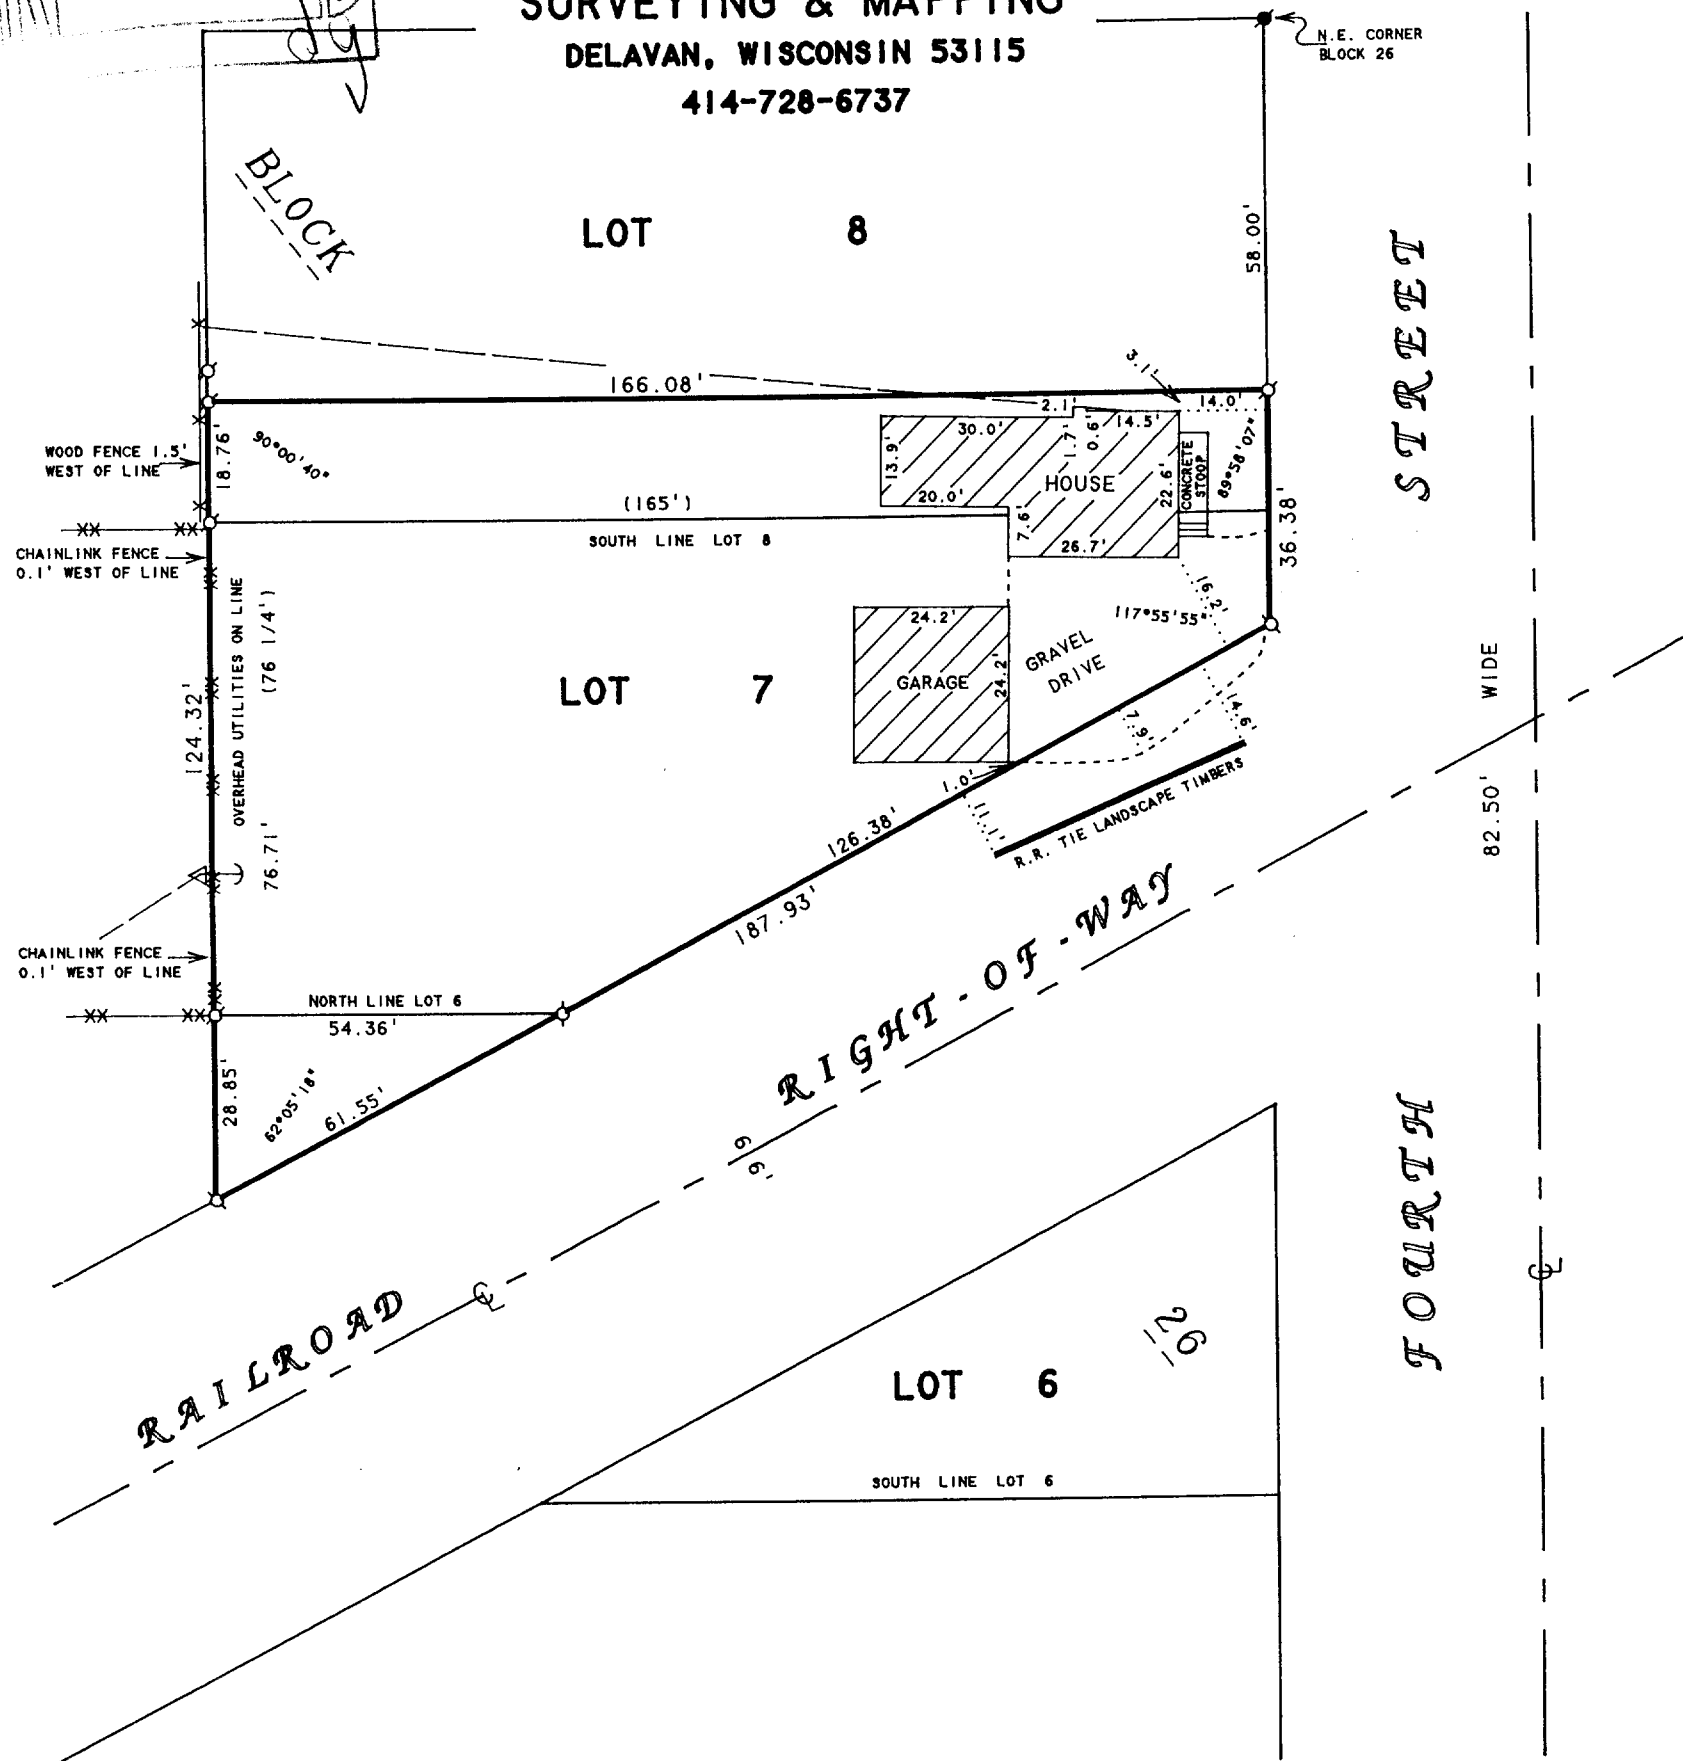 SURVEYING & MAPPING
DELAVAN, WISCONSIN 53115
414-728-6737
N.E. CORNER
BLOCK 26
BLOCK
LOT 8
58.00'
STREET
166.08'
3.1'
14.0'
2.1'
30.0'
1.7'
0.6'
14.5'
13.9'
HOUSE
22.6'
CONCRETE
STOOP
89°58'07"
20.0'
7.6'
26.7'
36.38'
WOOD FENCE 1.5'
WEST OF LINE
18.76'
90°00'40"
(165')
SOUTH LINE LOT 8
CHAINLINK FENCE
0.1' WEST OF LINE
OVERHEAD UTILITIES ON LINE
(76 1/4')
124.32'
76.71'
LOT 7
24.2'
GARAGE
24.2'
GRAVEL
DRIVE
16.2'
117°55'55"
7.9'
14.6'
1.0'
11.1'
R.R. TIE LANDSCAPE TIMBERS
126.38'
187.93'
82.50' WIDE
CHAINLINK FENCE
0.1' WEST OF LINE
NORTH LINE LOT 6
54.36'
28.85'
62°05'18"
61.55'
RAILROAD RIGHT-OF-WAY
66'
FOURTH
26
LOT 6
SOUTH LINE LOT 6